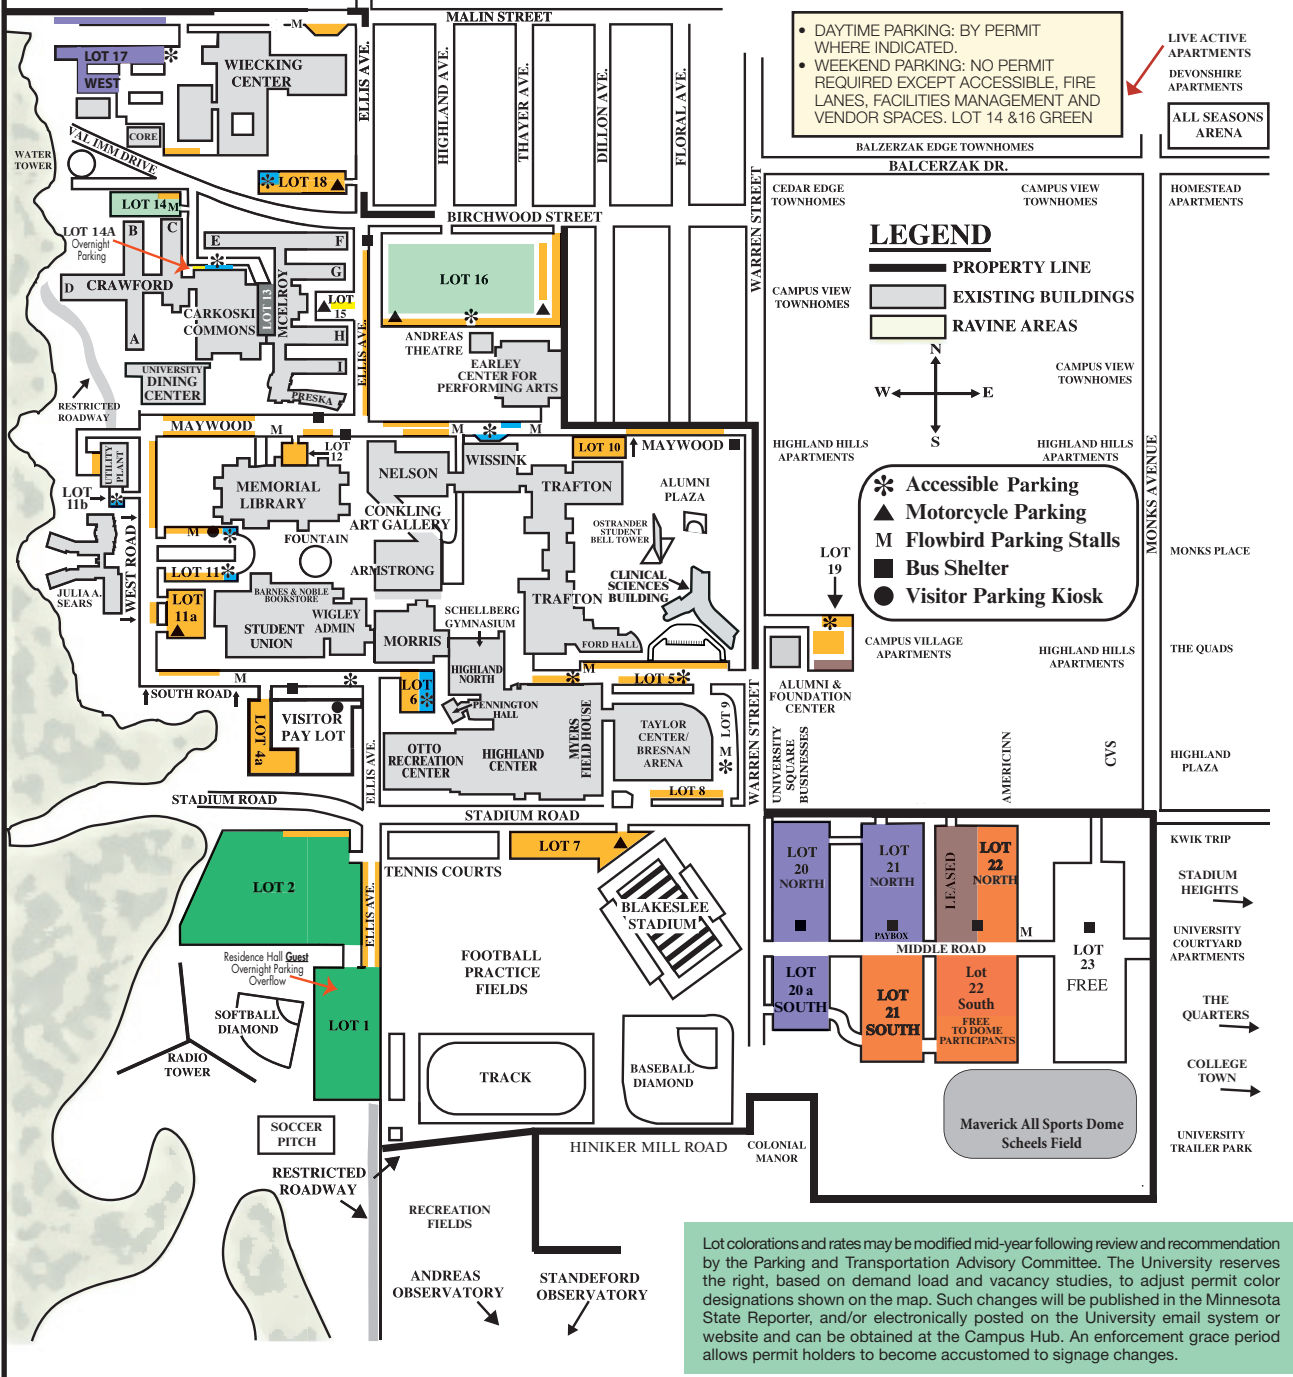 MALIN STREET
M
LOT 17
WEST
WIECKING
CENTER
CORE
VAL IMM DRIVE
WATER
TOWER
ELLIS AVE.
HIGHLAND AVE.
THAYER AVE.
DILLON AVE.
FLORAL AVE.
• DAYTIME PARKING: BY PERMIT
WHERE INDICATED.
• WEEKEND PARKING: NO PERMIT
REQUIRED EXCEPT ACCESSIBLE, FIRE
LANES, FACILITIES MANAGEMENT AND
VENDOR SPACES. LOT 14 &16 GREEN
LIVE ACTIVE
APARTMENTS
DEVONSHIRE
APARTMENTS
ALL SEASONS
ARENA
BALZERZAK EDGE TOWNHOMES
BALCERZAK DR.
WARREN STREET
LOT 18
LOT 14
M
LOT 14A
Overnight
Parking
BIRCHWOOD STREET
CEDAR EDGE
TOWNHOMES
CAMPUS VIEW
TOWNHOMES
HOMESTEAD
APARTMENTS
B
C
E
F
G
D
CRAWFORD
A
CARKOSKI
COMMONS
LOT 13
MCELROY
LOT
15
H
I
PRESKA
UNIVERSITY
DINING
CENTER
RESTRICTED
ROADWAY
ELLIS AVE.
LOT 16
ANDREAS
THEATRE
EARLEY
CENTER FOR
PERFORMING ARTS
LEGEND
PROPERTY LINE
EXISTING BUILDINGS
RAVINE AREAS
N
W
E
S
CAMPUS VIEW
TOWNHOMES
CAMPUS VIEW
TOWNHOMES
HIGHLAND HILLS
APARTMENTS
HIGHLAND HILLS
APARTMENTS
Accessible Parking
Motorcycle Parking
M Flowbird Parking Stalls
Bus Shelter
Visitor Parking Kiosk
MONKS AVENUE
MONKS PLACE
MAYWOOD
M
M
M
LOT
12
LOT 10
MAYWOOD
UTILITY
PLANT
LOT
11b
MEMORIAL
LIBRARY
NELSON
WISSINK
TRAFTON
ALUMNI
PLAZA
CONKLING
ART GALLERY
OSTRANDER
STUDENT
BELL TOWER
M
FOUNTAIN
WEST ROAD
LOT 11
ARMSTRONG
JULIA A.
SEARS
LOT
11a
BARNES & NOBLE
BOOKSTORE
WIGLEY
ADMIN
STUDENT
UNION
MORRIS
SCHELLBERG
GYMNASIUM
TRAFTON
CLINICAL
SCIENCES
BUILDING
FORD HALL
LOT
19
CAMPUS VILLAGE
APARTMENTS
HIGHLAND HILLS
APARTMENTS
THE QUADS
ALUMNI &
FOUNDATION
CENTER
M
SOUTH ROAD
LOT
6
HIGHLAND
NORTH
M
LOT 5
PENNINGTON
HALL
LOT 4a
VISITOR
PAY LOT
ELLIS AVE.
OTTO
RECREATION
CENTER
HIGHLAND
CENTER
MYERS
FIELD HOUSE
TAYLOR
CENTER/
BRESNAN
ARENA
LOT 9
M
WARREN STREET
LOT 8
UNIVERSITY
SQUARE
BUSINESSES
AMERICINN
CVS
HIGHLAND
PLAZA
STADIUM ROAD
STADIUM ROAD
LOT 2
ELLIS AVE.
TENNIS COURTS
LOT 7
BLAKESLEE
STADIUM
LOT
20
NORTH
LOT
21
NORTH
PAYBOX
LEASED
LOT
22
NORTH
M
MIDDLE ROAD
LOT
23
FREE
KWIK TRIP
STADIUM
HEIGHTS
UNIVERSITY
COURTYARD
APARTMENTS
Residence Hall Guest
Overnight Parking
Overflow
FOOTBALL
PRACTICE
FIELDS
LOT
20 a
SOUTH
LOT
21
SOUTH
Lot
22
South
FREE
TO DOME
PARTICIPANTS
THE
QUARTERS
SOFTBALL
DIAMOND
LOT 1
RADIO
TOWER
TRACK
BASEBALL
DIAMOND
COLLEGE
TOWN
SOCCER
PITCH
Maverick All Sports Dome
Scheels Field
UNIVERSITY
TRAILER PARK
HINIKER MILL ROAD
COLONIAL
MANOR
RESTRICTED
ROADWAY
RECREATION
FIELDS
ANDREAS
OBSERVATORY
STANDEFORD
OBSERVATORY
Lot colorations and rates may be modified mid-year following review and recommendation
by the Parking and Transportation Advisory Committee. The University reserves
the right, based on demand load and vacancy studies, to adjust permit color
designations shown on the map. Such changes will be published in the Minnesota
State Reporter, and/or electronically posted on the University email system or
website and can be obtained at the Campus Hub. An enforcement grace period
allows permit holders to become accustomed to signage changes.